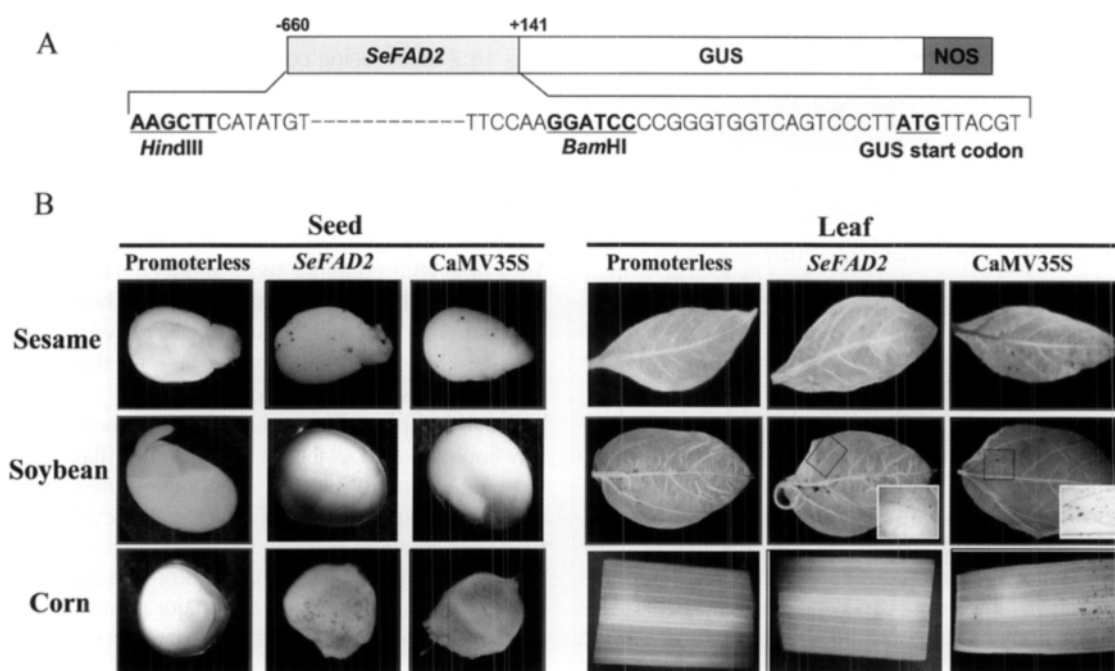 A
-660 +141
SeFAD2 GUS NOS
AAGCTTCATATGT------------TTCCAAGGATCCCCGGGTGGTCAGTCCCTTATGTTACGT
HindIII BamHI GUS start codon
B
Seed Leaf
Promoterless SeFAD2 CaMV35S Promoterless SeFAD2 CaMV35S
Sesame
Soybean
Corn